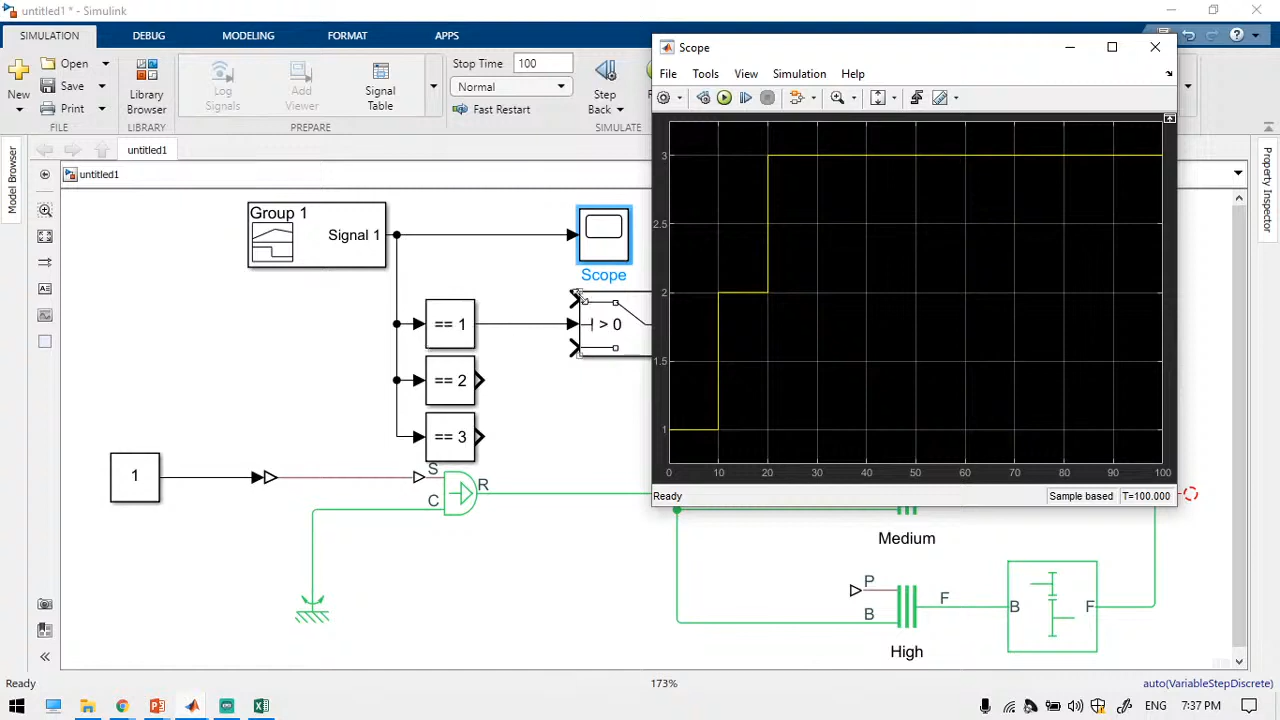 untitled1 * - Simulink
SIMULATION
DEBUG
MODELING
FORMAT
APPS
New
Open
Save
Print
FILE
Library
Browser
LIBRARY
Log
Signals
Add
Viewer
Signal
Table
PREPARE
Stop Time
100
Normal
Fast Restart
Step
Back
SIMULATE
Model Browser
untitled1
untitled1
Property Inspector
Group 1
Signal 1
Scope
== 1
> 0
== 2
== 3
1
S
C
R
Medium
P
B
F
High
B
F
Scope
File
Tools
View
Simulation
Help
3
2.5
2
1.5
1
0
10
20
30
40
50
60
70
80
90
100
Ready
Sample based
T=100.000
Ready
173%
auto(VariableStepDiscrete)
ENG
7:37 PM